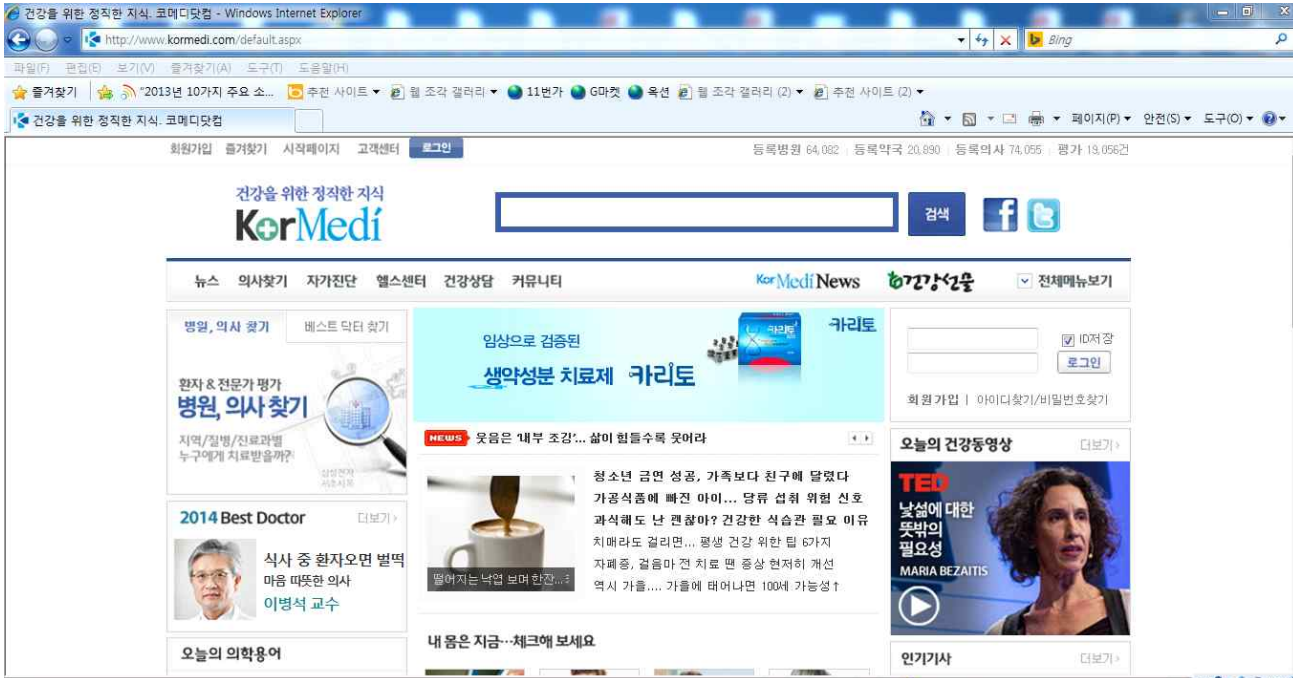 건강을 위한 정직한 지식. 코메디닷컴 - Windows Internet Explorer
http://www.kormedi.com/default.aspx
Bing
파일(F) 편집(E) 보기(V) 즐겨찾기(A) 도구(T) 도움말(H)
즐겨찾기 "2013년 10가지 주요 소... 추천 사이트 웹 조각 갤러리 11번가 G마켓 옥션 웹 조각 갤러리 (2) 추천 사이트 (2)
건강을 위한 정직한 지식. 코메디닷컴 페이지(P) 안전(S) 도구(O)
회원가입 즐겨찾기 시작페이지 고객센터 로그인 등록병원 64,082 등록약국 20,890 등록의사 74,055 평가 19,056건
건강을 위한 정직한 지식
KorMedi
검색
뉴스 의사찾기 자가진단 헬스센터 건강상담 커뮤니티 KorMedi News 건강선물 전체메뉴보기
병원, 의사 찾기 베스트 닥터 찾기
환자 & 전문가 평가
병원, 의사 찾기
지역/질병/진료과별
누구에게 치료받을까?
삼성전자
서초사옥
2014 Best Doctor 더보기
식사 중 환자오면 벌떡
마음 따뜻한 의사
이병석 교수
오늘의 의학용어
임상으로 검증된
생약성분 치료제 카리토
카리토
카리토
NEWS 웃음은 '내부 조깅'... 삶이 힘들수록 웃어라
떨어지는 낙엽 보며 한잔...
청소년 금연 성공, 가족보다 친구에 달렸다
가공식품에 빠진 아이... 당류 섭취 위험 신호
과식해도 난 괜찮아? 건강한 식습관 필요 이유
치매라도 걸리면... 평생 건강 위한 팁 6가지
자폐증, 걸음마 전 치료 땐 증상 현저히 개선
역시 가을.... 가을에 태어나면 100세 가능성↑
내 몸은 지금…체크해 보세요
ID저장
로그인
회원가입 | 아이디찾기/비밀번호찾기
오늘의 건강동영상 더보기
TED
낯섦에 대한
뜻밖의
필요성
MARIA BEZAITIS
인기기사 더보기